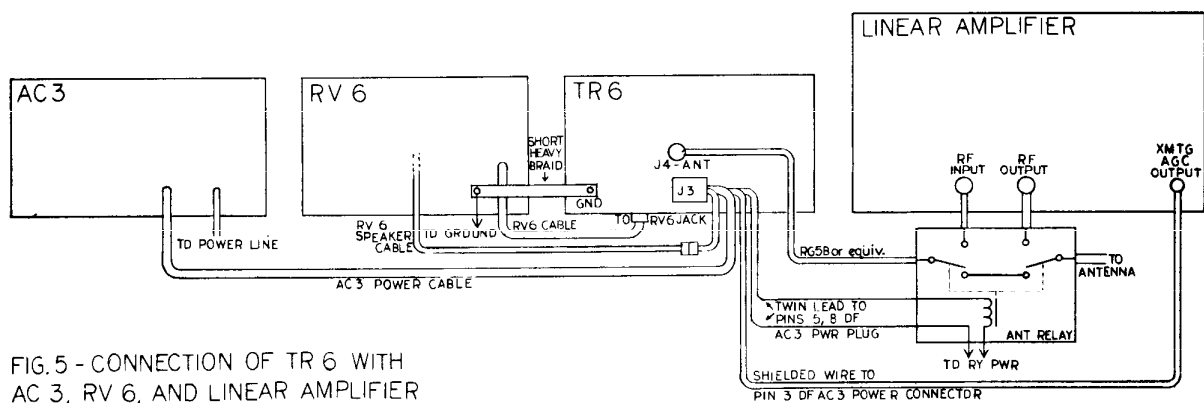 LINEAR AMPLIFIER
AC3
RV 6
TR6
SHORT
HEAVY
BRAID
J4-ANT
J3
GND
RF
INPUT
RF
OUTPUT
XMTG
AGC
OUTPUT
TO POWER LINE
RV 6
SPEAKER
CABLE
TO GROUND
RV6 CABLE
TO RV6 JACK
AC3 POWER CABLE
RG58 or equiv.
TO
ANTENNA
TWIN LEAD TO
PINS 5, 8 OF
AC3 PWR PLUG
ANT RELAY
TO RY PWR
SHIELDED WIRE TO
PIN 3 OF AC3 POWER CONNECTOR
FIG. 5 - CONNECTION OF TR6 WITH
AC 3, RV 6, AND LINEAR AMPLIFIER